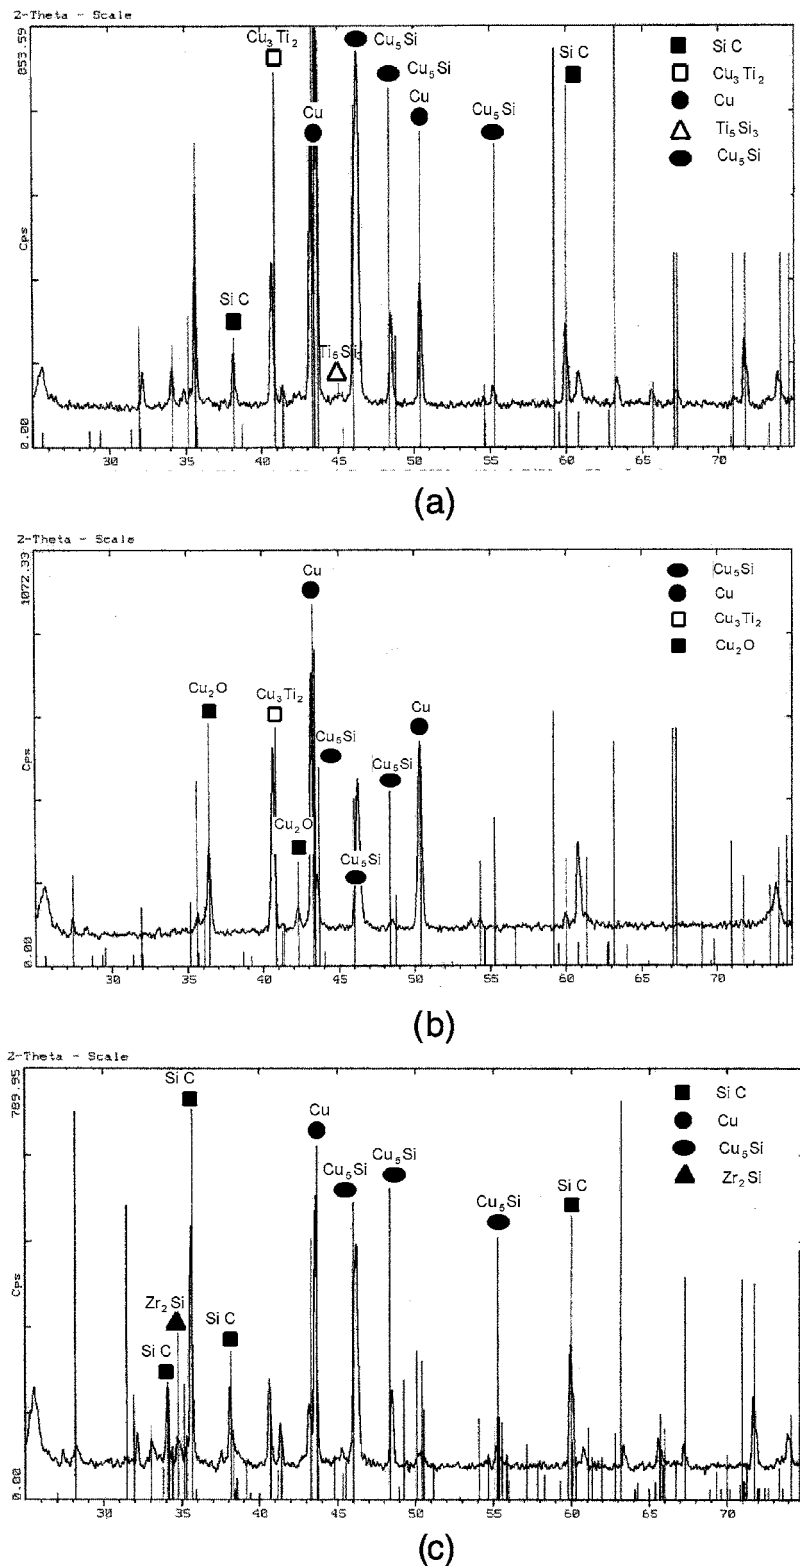 2-Theta - Scale
853.59
Cps
0.00
Cu3Ti2
Cu
Cu5Si
Cu5Si
Cu
Cu5Si
Si C
Si C
Ti5Si3
Si C
Cu3Ti2
Cu
Ti5Si3
Cu5Si
30 35 40 45 50 55 60 65 70
(a)
2-Theta - Scale
1072.33
Cps
0.00
Cu
Cu2O
Cu3Ti2
Cu5Si
Cu5Si
Cu
Cu2O
Cu5Si
Cu5Si
Cu
Cu3Ti2
Cu2O
30 35 40 45 50 55 60 65 70
(b)
2-Theta - Scale
789.95
Cps
0.00
Si C
Cu
Cu5Si
Cu5Si
Cu5Si
Si C
Zr2Si
Si C
Si C
Si C
Cu
Cu5Si
Zr2Si
30 35 40 45 50 55 60 65 70
(c)